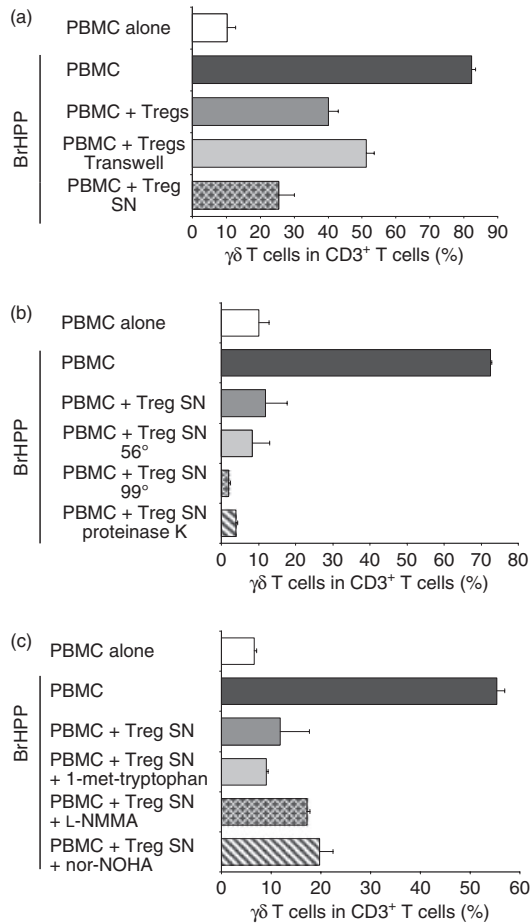 (a)
PBMC alone
BrHPP
PBMC
PBMC + Tregs
PBMC + Tregs
Transwell
PBMC + Treg
SN
0 10 20 30 40 50 60 70 80 90
γδ T cells in CD3⁺ T cells (%)
(b)
PBMC alone
BrHPP
PBMC
PBMC + Treg SN
PBMC + Treg SN
56°
PBMC + Treg SN
99°
PBMC + Treg SN
proteinase K
0 10 20 30 40 50 60 70 80
γδ T cells in CD3⁺ T cells (%)
(c)
PBMC alone
BrHPP
PBMC
PBMC + Treg SN
PBMC + Treg SN
+ 1-met-tryptophan
PBMC + Treg SN
+ L-NMMA
PBMC + Treg SN
+ nor-NOHA
0 10 20 30 40 50 60
γδ T cells in CD3⁺ T cells (%)